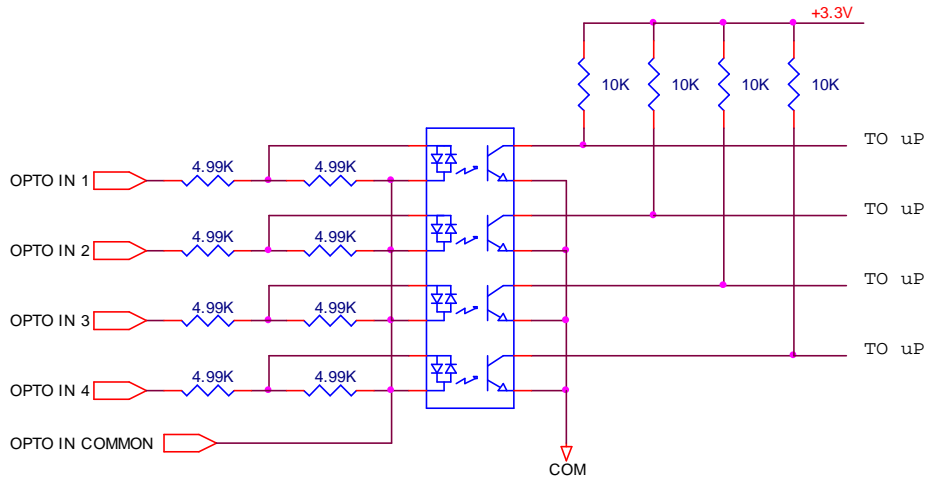 +3.3V
10K 10K 10K 10K
TO uP
4.99K 4.99K
OPTO IN 1
TO uP
4.99K 4.99K
OPTO IN 2
TO uP
4.99K 4.99K
OPTO IN 3
TO uP
4.99K 4.99K
OPTO IN 4
OPTO IN COMMON
COM